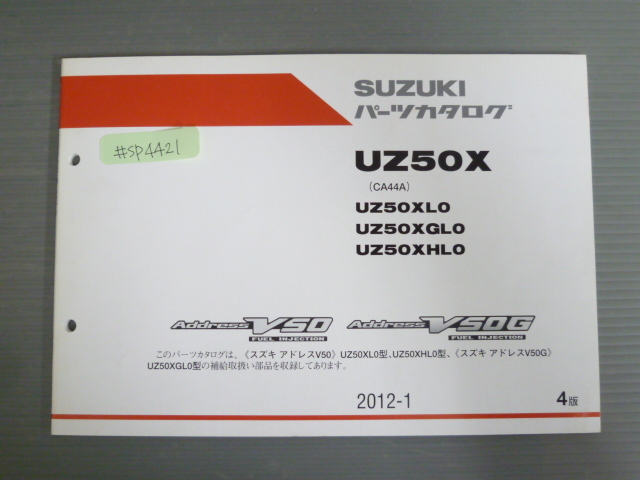 SUZUKI
パーツカタログ
#SP4421
UZ50X
(CA44A)
UZ50XL0
UZ50XGL0
UZ50XHL0
Address V50
FUEL INJECTION
Address V50G
FUEL INJECTION
このパーツカタログは、《スズキ アドレスV50》UZ50XL0型、UZ50XHL0型、《スズキ アドレスV50G》
UZ50XGL0型の補給取扱い部品を収録してあります。
2012-1
4版